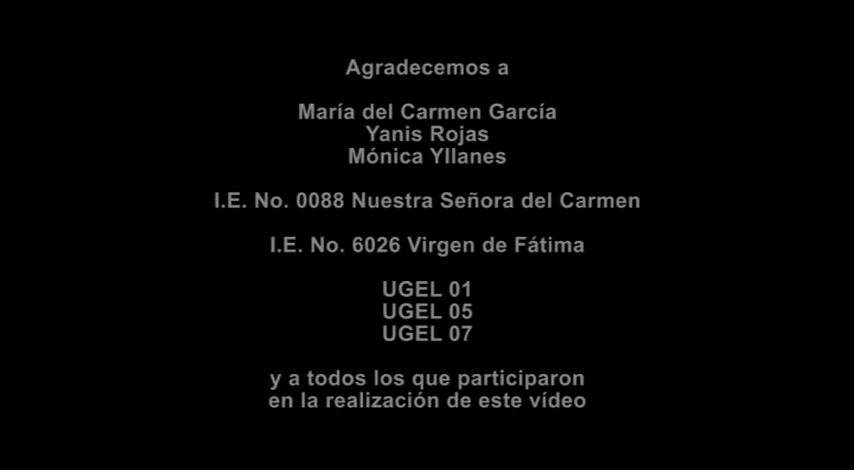 Agradecemos a
María del Carmen García
Yanis Rojas
Mónica Yllanes
I.E. No. 0088 Nuestra Señora del Carmen
I.E. No. 6026 Virgen de Fátima
UGEL 01
UGEL 05
UGEL 07
y a todos los que participaron
en la realización de este vídeo